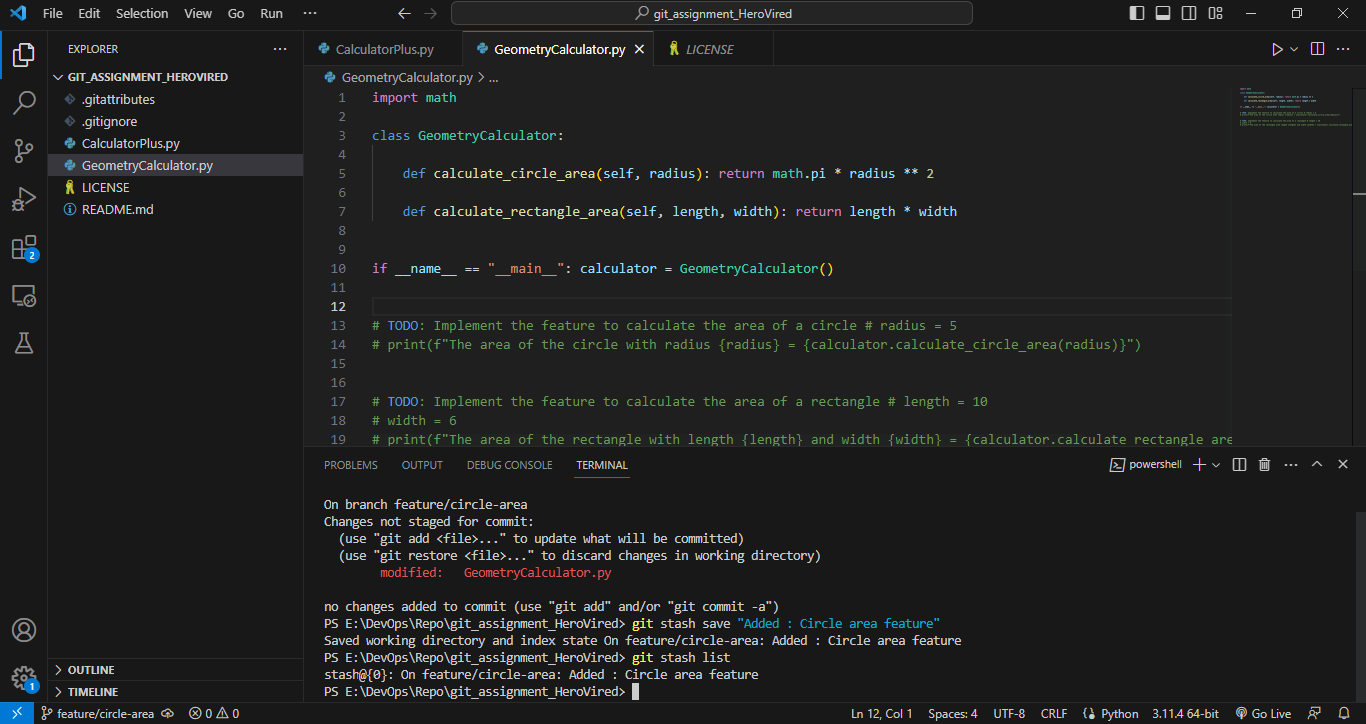 File Edit Selection View Go Run ···
git_assignment_HeroVired
EXPLORER ···
GIT_ASSIGNMENT_HEROVIRED
.gitattributes
.gitignore
CalculatorPlus.py
GeometryCalculator.py
LICENSE
README.md
OUTLINE
TIMELINE
2
1
CalculatorPlus.py GeometryCalculator.py LICENSE
GeometryCalculator.py > ...
1 import math
2
3 class GeometryCalculator:
4
5 def calculate_circle_area(self, radius): return math.pi * radius ** 2
6
7 def calculate_rectangle_area(self, length, width): return length * width
8
9
10 if __name__ == "__main__": calculator = GeometryCalculator()
11
12
13 # TODO: Implement the feature to calculate the area of a circle # radius = 5
14 # print(f"The area of the circle with radius {radius} = {calculator.calculate_circle_area(radius)}")
15
16
17 # TODO: Implement the feature to calculate the area of a rectangle # length = 10
18 # width = 6
19 # print(f"The area of the rectangle with length {length} and width {width} = {calculator.calculate_rectangle_are
PROBLEMS OUTPUT DEBUG CONSOLE TERMINAL
powershell
On branch feature/circle-area
Changes not staged for commit:
(use "git add <file>..." to update what will be committed)
(use "git restore <file>..." to discard changes in working directory)
modified: GeometryCalculator.py
no changes added to commit (use "git add" and/or "git commit -a")
PS E:\DevOps\Repo\git_assignment_HeroVired> git stash save "Added : Circle area feature"
Saved working directory and index state On feature/circle-area: Added : Circle area feature
PS E:\DevOps\Repo\git_assignment_HeroVired> git stash list
stash@{0}: On feature/circle-area: Added : Circle area feature
PS E:\DevOps\Repo\git_assignment_HeroVired>
feature/circle-area 0 0 Ln 12, Col 1 Spaces: 4 UTF-8 CRLF Python 3.11.4 64-bit Go Live